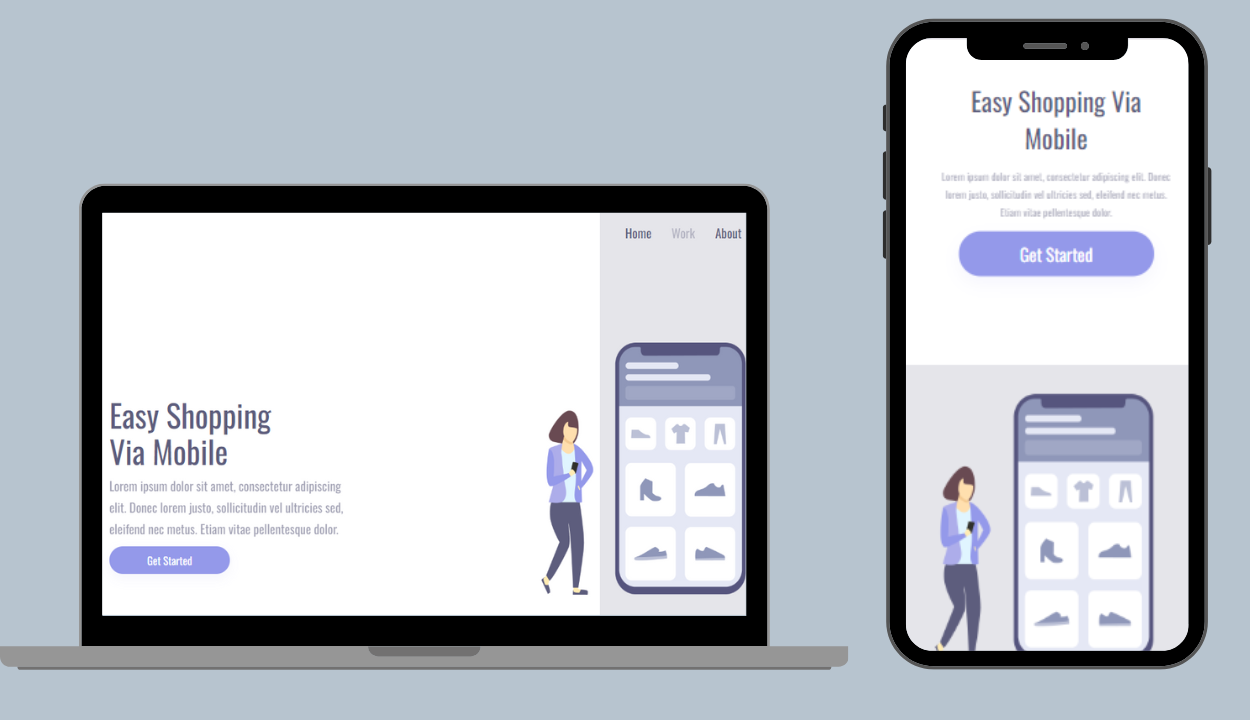 Home Work About
Easy Shopping
Via Mobile
Lorem ipsum dolor sit amet, consectetur adipiscing
elit. Donec lorem justo, sollicitudin vel ultricies sed,
eleifend nec metus. Etiam vitae pellentesque dolor.
Get Started
Easy Shopping Via
Mobile
Lorem ipsum dolor sit amet, consectetur adipiscing elit. Donec
lorem justo, sollicitudin vel ultricies sed, eleifend nec metus.
Etiam vitae pellentesque dolor.
Get Started